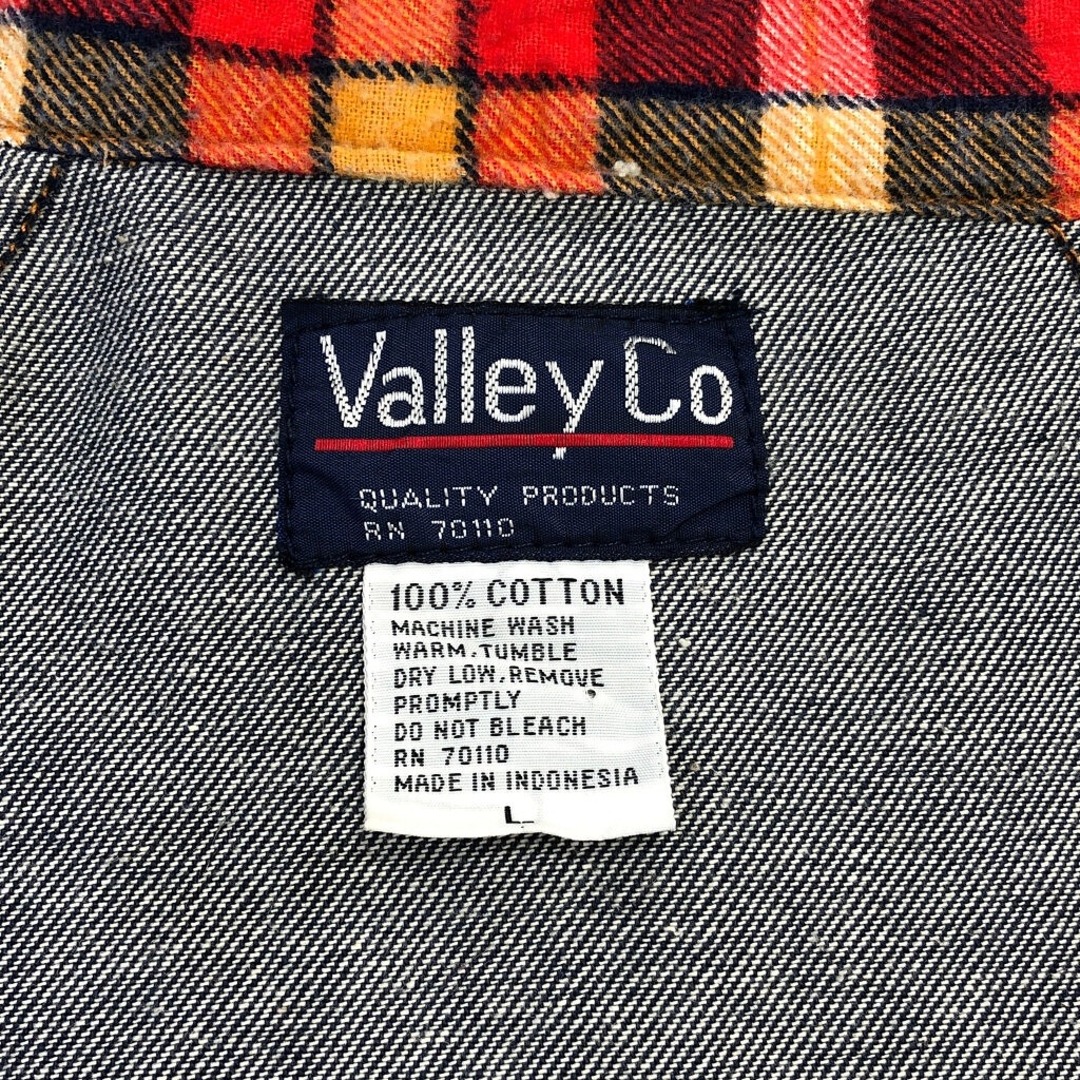 Valley Co
QUALITY PRODUCTS
RN 70110
100% COTTON
MACHINE WASH
WARM,TUMBLE
DRY LOW,REMOVE
PROMPTLY
DO NOT BLEACH
RN 70110
MADE IN INDONESIA
L